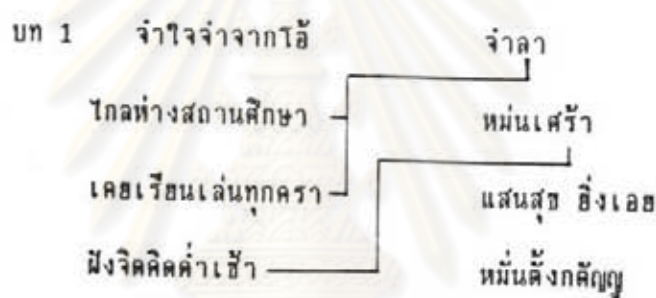 บท 1 จำใจจำจากโอ้ จำลา
ไกลห่างสถานศึกษา หม่นเศร้า
เคยเรียนเล่นทุกครา แสนสุข ยิ่งเอย
ฝังจิตคิดค่ำเช้า หมั่นตั้งกตัญญู